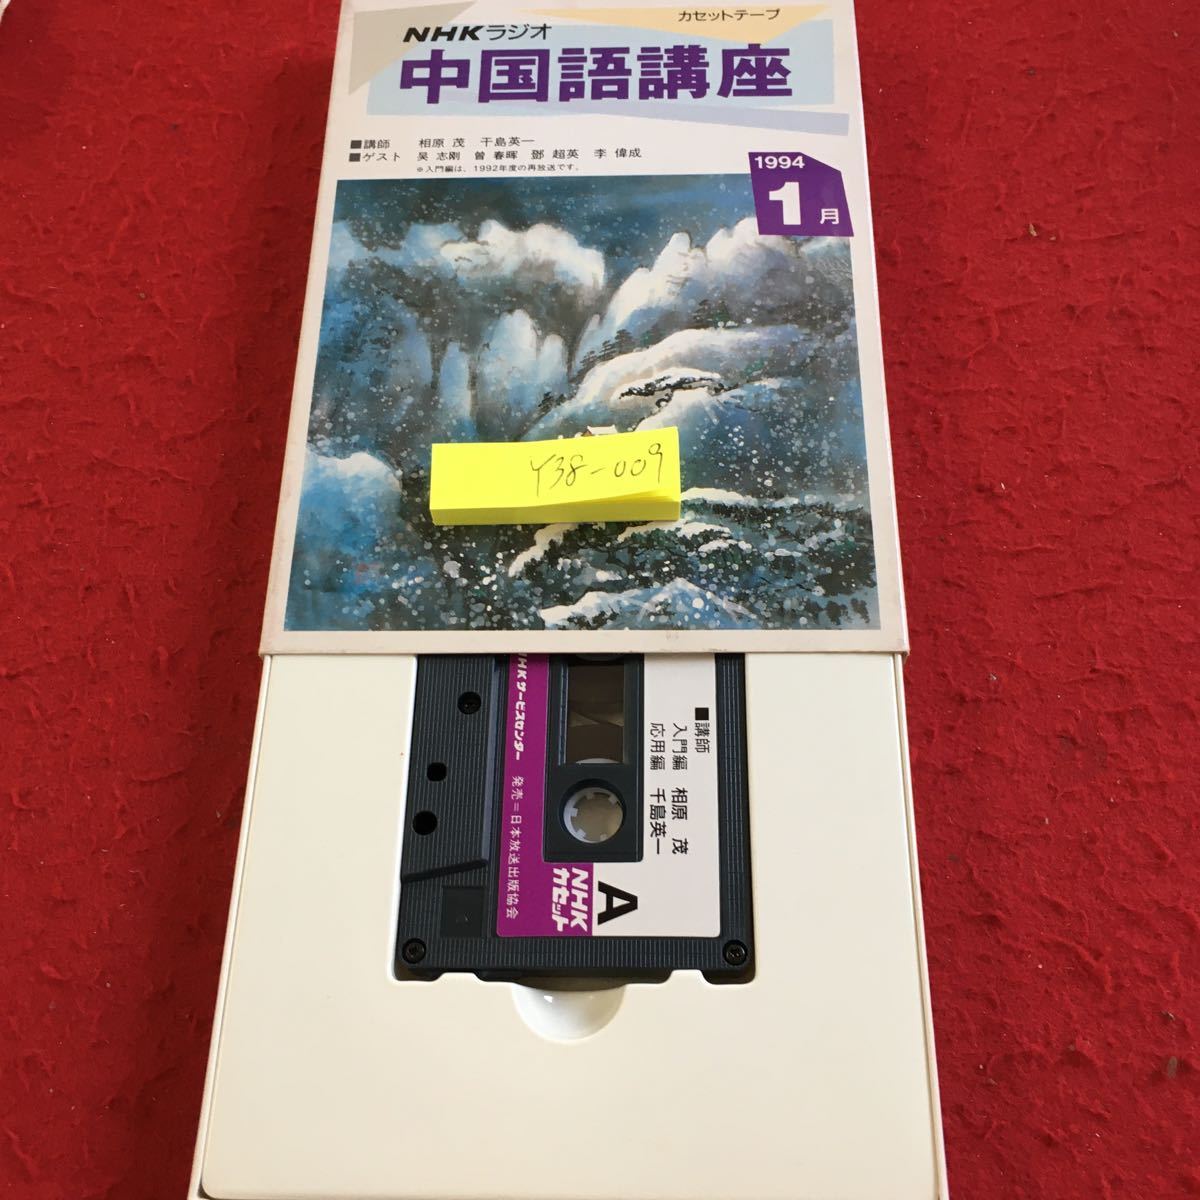 カセットテープ
NHKラジオ
中国語講座
■講師 相原 茂 千島英一
■ゲスト 吴 志刚 曾 春暉 鄧 超英 李 偉成
※入門編は、1992年度の再放送です。
1994
1月
Y38-009
■講師
入門編 相原 茂
応用編 千島英一
A
NHK
カセット
NHKサービスセンター 発売=日本放送出版協会